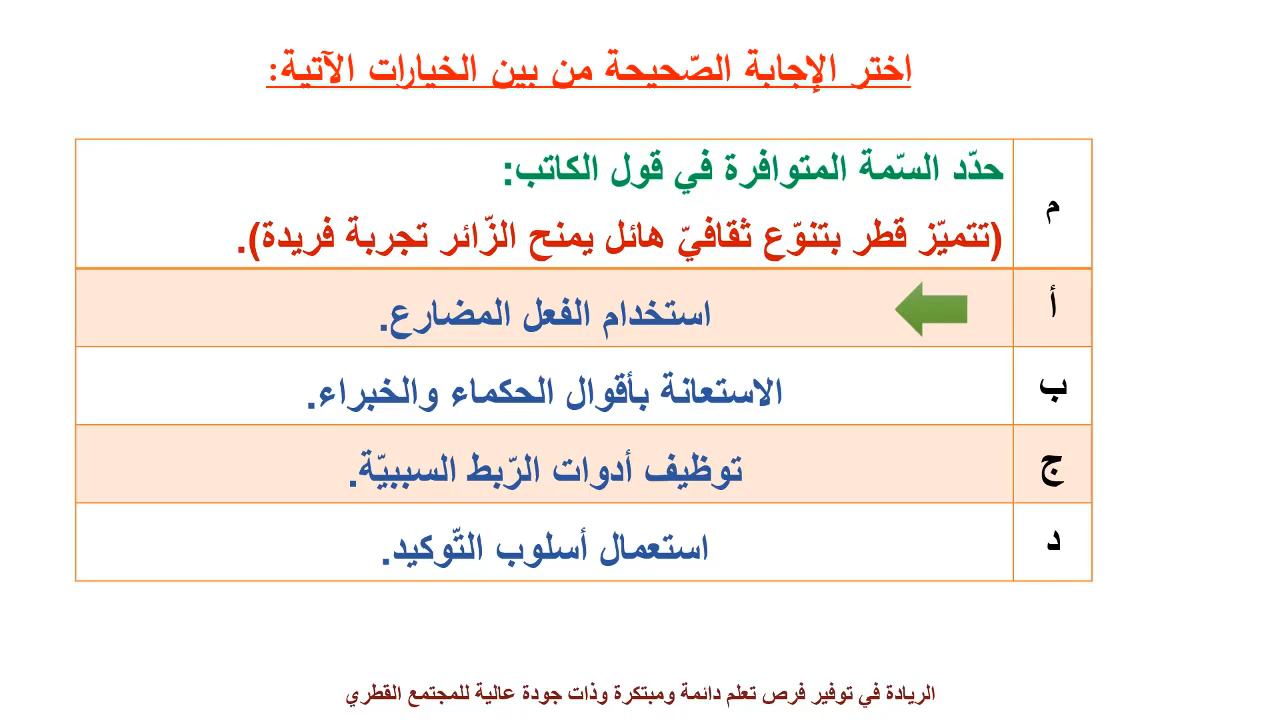 اختر الإجابة الصّحيحة من بين الخيارات الآتية:
م
حدّد السّمة المتوافرة في قول الكاتب:
(تتميّز قطر بتنوّع ثقافيّ هائل يمنح الزّائر تجربة فريدة).
أ
استخدام الفعل المضارع.
ب
الاستعانة بأقوال الحكماء والخبراء.
ج
توظيف أدوات الرّبط السببيّة.
د
استعمال أسلوب التّوكيد.
الريادة في توفير فرص تعلم دائمة ومبتكرة وذات جودة عالية للمجتمع القطري